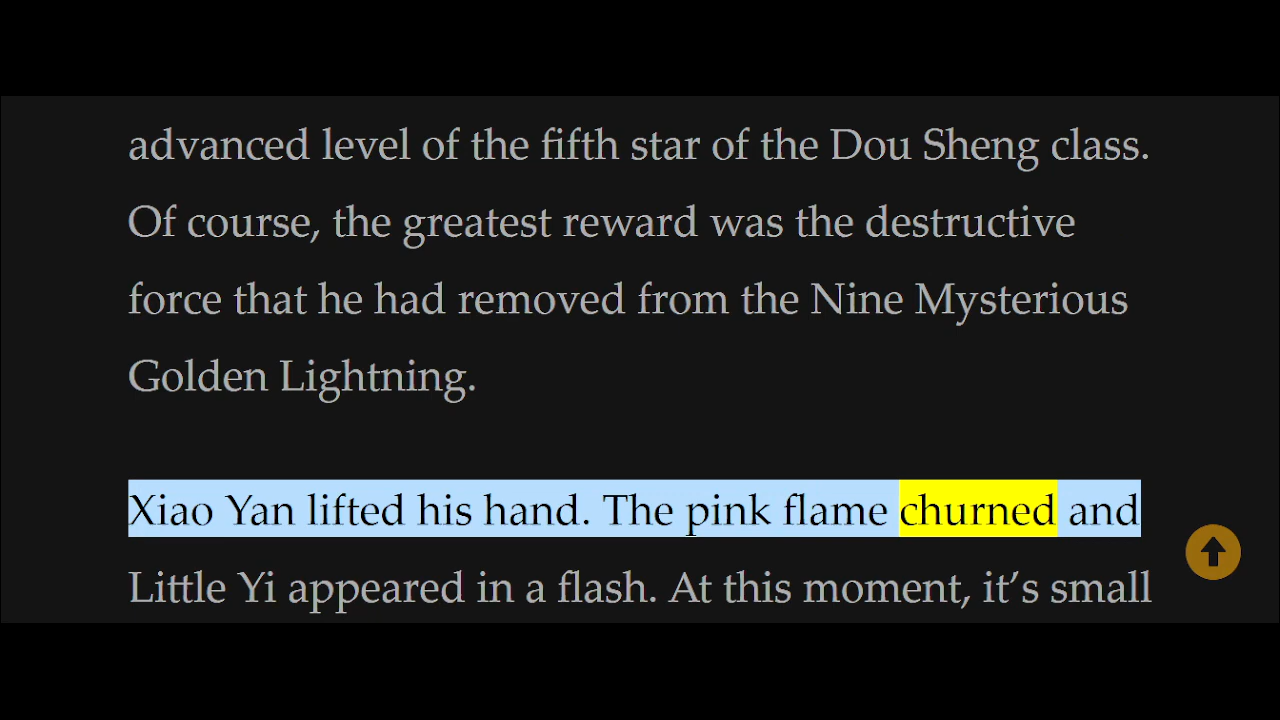 advanced level of the fifth star of the Dou Sheng class.
Of course, the greatest reward was the destructive
force that he had removed from the Nine Mysterious
Golden Lightning.
Xiao Yan lifted his hand. The pink flame churned and
Little Yi appeared in a flash. At this moment, it’s small